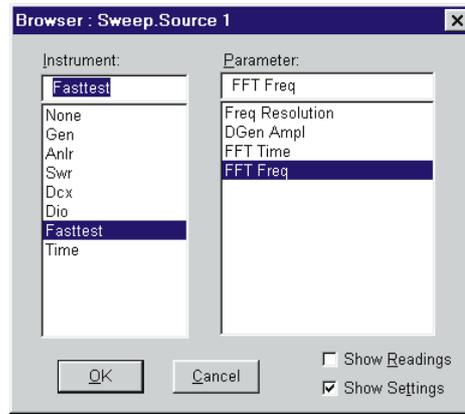 Browser : Sweep.Source 1
Instrument:
Fasttest
None
Gen
Anlr
Swr
Dcx
Dio
Fasttest
Time
Parameter:
FFT Freq
Freq Resolution
DGen Ampl
FFT Time
FFT Freq
OK
Cancel
Show Readings
Show Settings